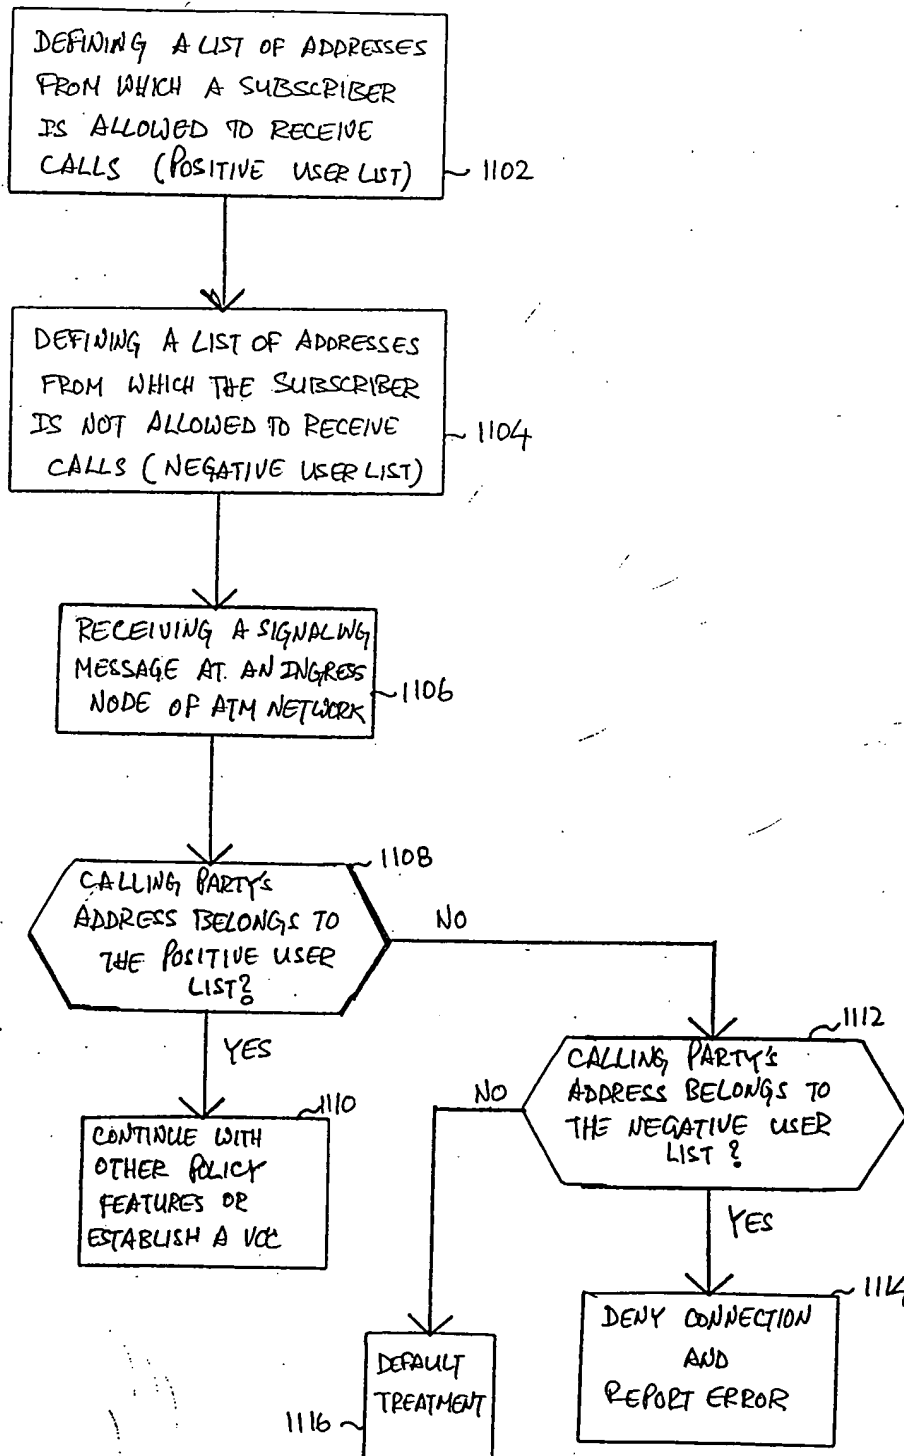 DEFINING A LIST OF ADDRESSES
FROM WHICH A SUBSCRIBER
IS ALLOWED TO RECEIVE
CALLS (POSITIVE USER LIST)
1102
DEFINING A LIST OF ADDRESSES
FROM WHICH THE SUBSCRIBER
IS NOT ALLOWED TO RECEIVE
CALLS (NEGATIVE USER LIST)
1104
RECEIVING A SIGNALING
MESSAGE AT AN INGRESS
NODE OF ATM NETWORK
1106
1108
CALLING PARTY'S
ADDRESS BELONGS TO
THE POSITIVE USER
LIST?
NO
YES
1110
CONTINUE WITH
OTHER POLICY
FEATURES OR
ESTABLISH A VCC
1112
CALLING PARTY'S
ADDRESS BELONGS TO
THE NEGATIVE USER
LIST?
NO
YES
1114
DENY CONNECTION
AND
REPORT ERROR
DEFAULT
TREATMENT
1116